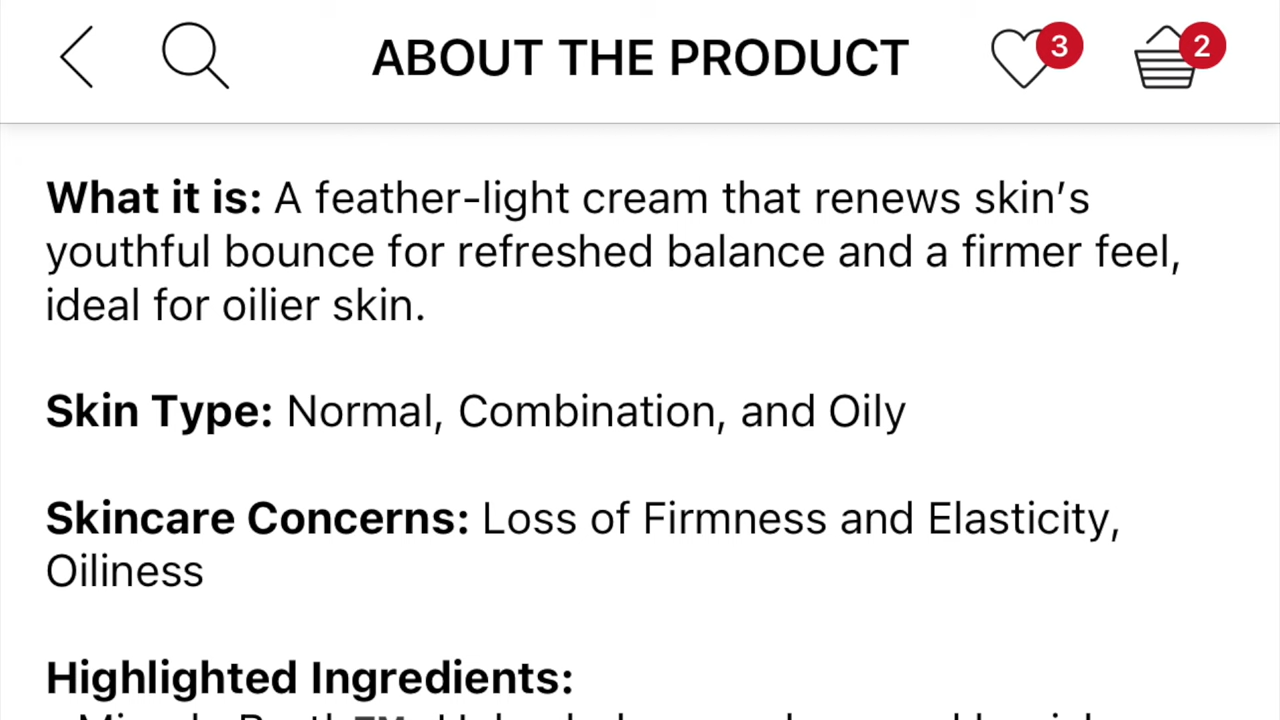 ABOUT THE PRODUCT
3
2
What it is: A feather-light cream that renews skin's
youthful bounce for refreshed balance and a firmer feel,
ideal for oilier skin.
Skin Type: Normal, Combination, and Oily
Skincare Concerns: Loss of Firmness and Elasticity,
Oiliness
Highlighted Ingredients: